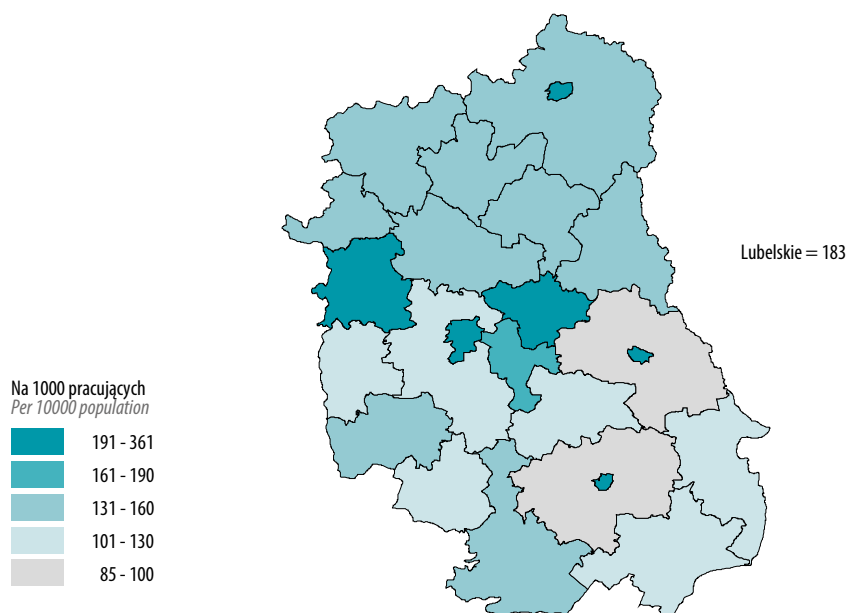 Lubelskie = 183
Na 1000 pracujących
Per 10000 population
191 - 361
161 - 190
131 - 160
101 - 130
85 - 100